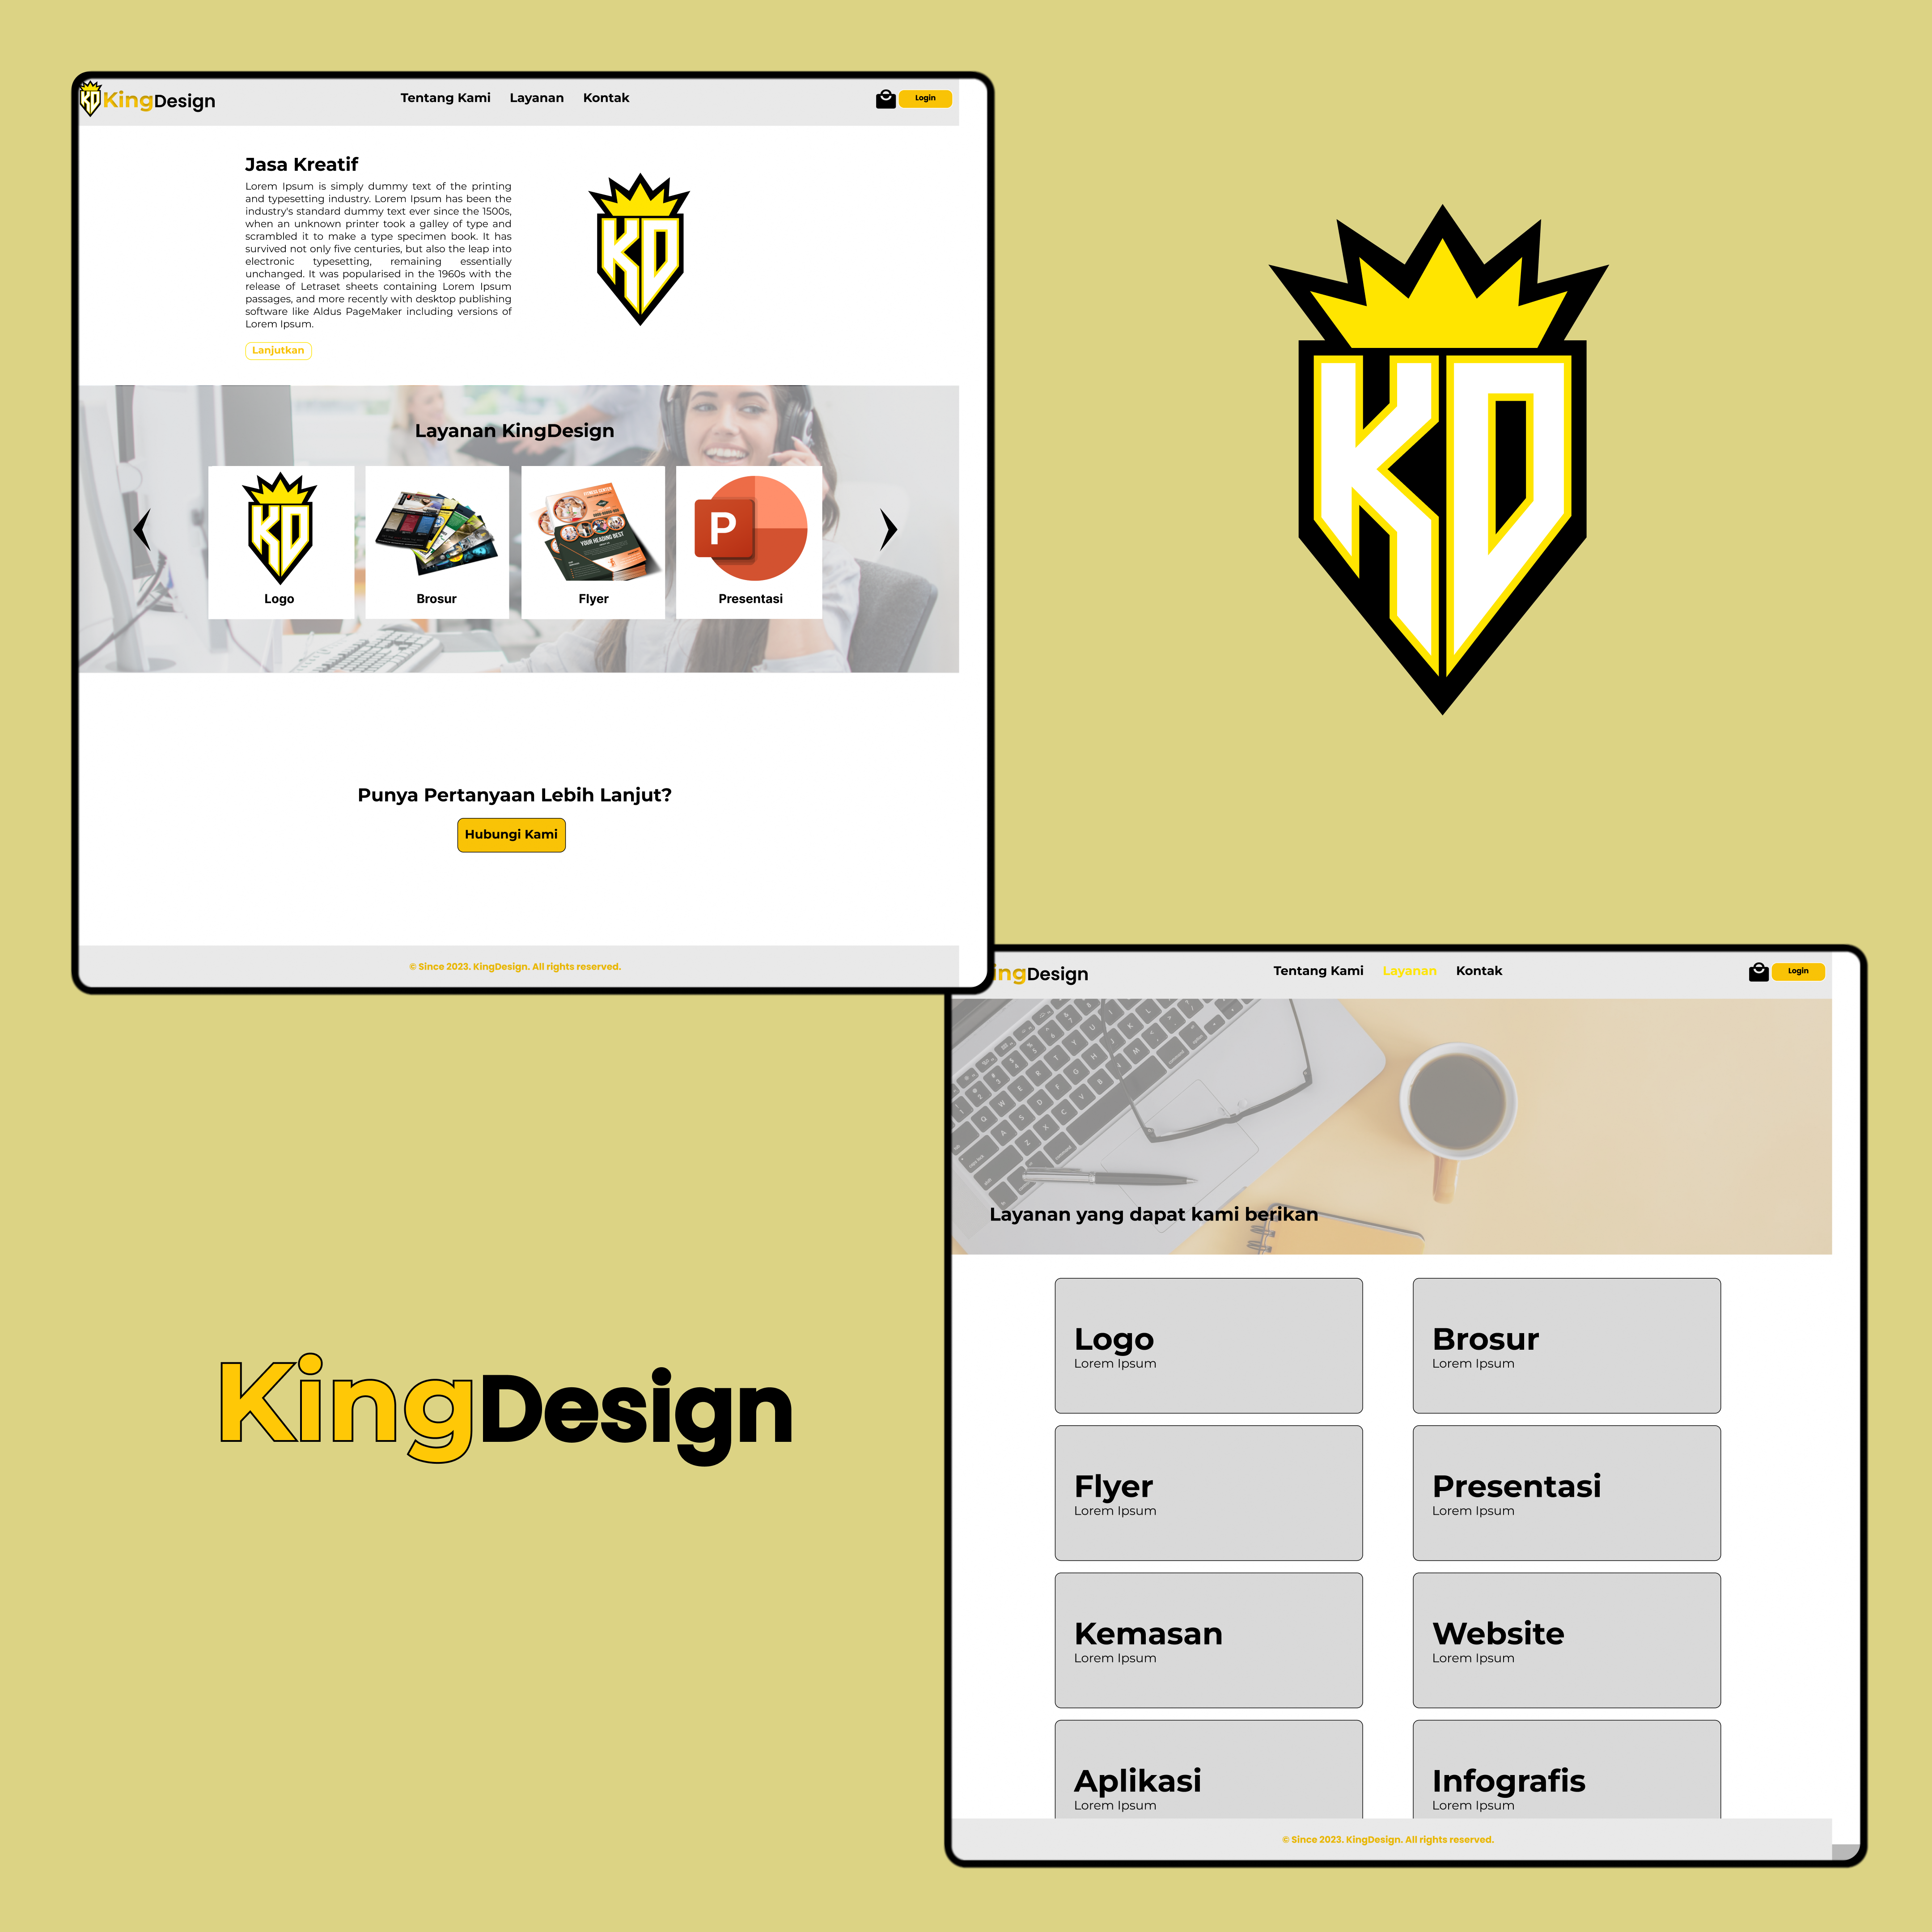 KD KingDesign
Tentang Kami Layanan Kontak
Login
Jasa Kreatif
Lorem Ipsum is simply dummy text of the printing
and typesetting industry. Lorem Ipsum has been the
industry's standard dummy text ever since the 1500s,
when an unknown printer took a galley of type and
scrambled it to make a type specimen book. It has
survived not only five centuries, but also the leap into
electronic typesetting, remaining essentially
unchanged. It was popularised in the 1960s with the
release of Letraset sheets containing Lorem Ipsum
passages, and more recently with desktop publishing
software like Aldus PageMaker including versions of
Lorem Ipsum.
Lanjutkan
KD
Layanan KingDesign
KD
Logo
Brosur
FITNESS CENTER
YOUR HEADING BEST
Flyer
P
Presentasi
Punya Pertanyaan Lebih Lanjut?
Hubungi Kami
© Since 2023. KingDesign. All rights reserved.
KD
KingDesign
ingDesign
Tentang Kami Layanan Kontak
Login
Layanan yang dapat kami berikan
Logo
Lorem Ipsum
Brosur
Lorem Ipsum
Flyer
Lorem Ipsum
Presentasi
Lorem Ipsum
Kemasan
Lorem Ipsum
Website
Lorem Ipsum
Aplikasi
Lorem Ipsum
Infografis
Lorem Ipsum
© Since 2023. KingDesign. All rights reserved.